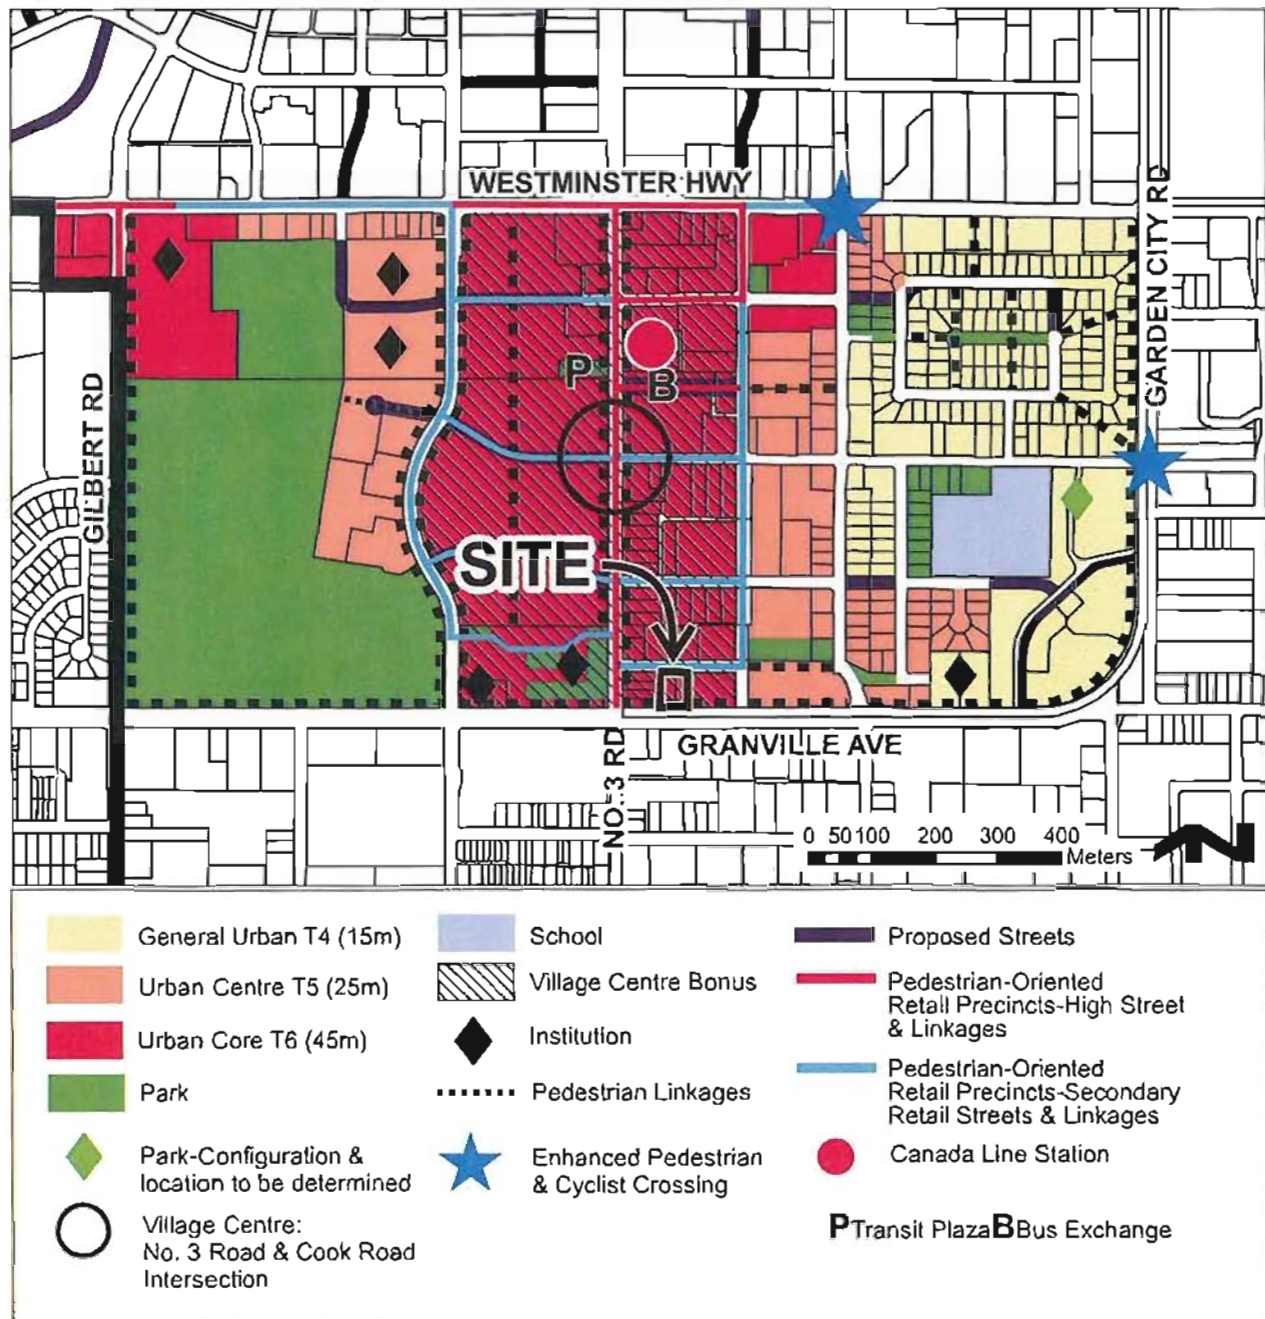 WESTMINSTER HWY
GARDEN CITY RD
GILBERT RD
P
B
SITE
NO. 3 RD
GRANVILLE AVE
0 50 100 200 300 400
Meters
N
General Urban T4 (15m)
Urban Centre T5 (25m)
Urban Core T6 (45m)
Park
Park-Configuration &
location to be determined
Village Centre:
No. 3 Road & Cook Road
Intersection
School
Village Centre Bonus
Institution
Pedestrian Linkages
Enhanced Pedestrian
& Cyclist Crossing
Proposed Streets
Pedestrian-Oriented
Retail Precincts-High Street
& Linkages
Pedestrian-Oriented
Retail Precincts-Secondary
Retail Streets & Linkages
Canada Line Station
P Transit Plaza B Bus Exchange